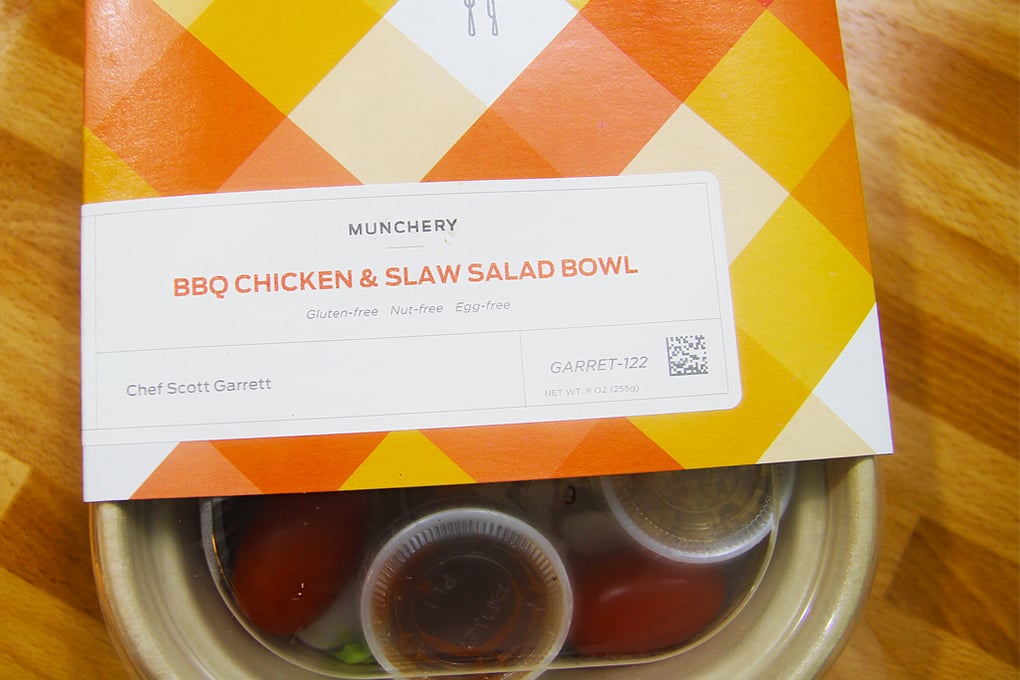 MUNCHERY
BBQ CHICKEN & SLAW SALAD BOWL
Gluten-free Nut-free Egg-free
Chef Scott Garrett
GARRET-122
NET WT. 9 OZ (255g)